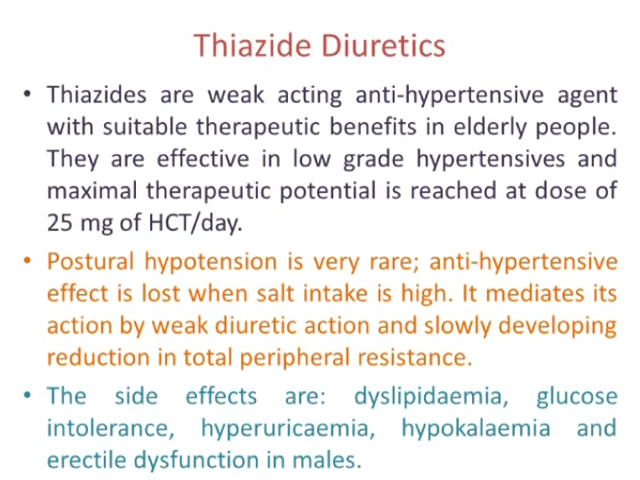 Thiazide Diuretics
• Thiazides are weak acting anti-hypertensive agent
with suitable therapeutic benefits in elderly people.
They are effective in low grade hypertensives and
maximal therapeutic potential is reached at dose of
25 mg of HCT/day.
• Postural hypotension is very rare; anti-hypertensive
effect is lost when salt intake is high. It mediates its
action by weak diuretic action and slowly developing
reduction in total peripheral resistance.
• The side effects are: dyslipidaemia, glucose
intolerance, hyperuricaemia, hypokalaemia and
erectile dysfunction in males.